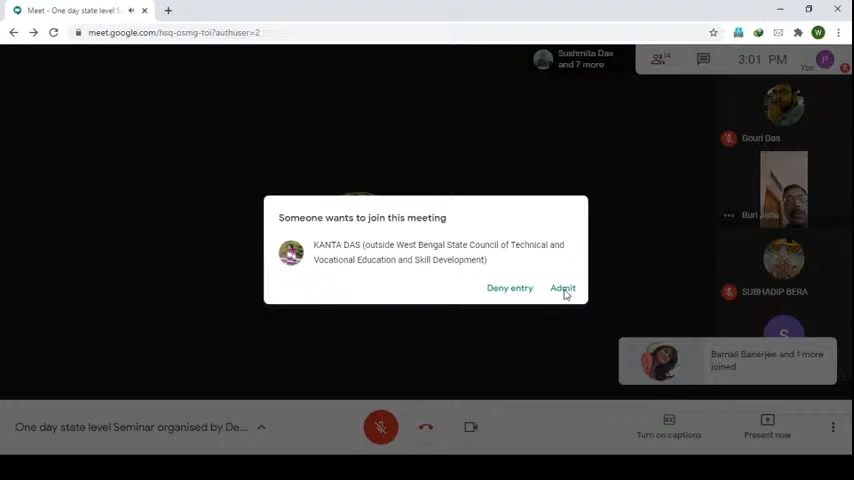 Meet - One day state level S
meet.google.com/hsq-osmg-toi?authuser=2
W
Sushmita Das
and 7 more
14
3:01 PM
You
P
Gouri Das
Buri Jana
SUBHADIP BERA
S
Someone wants to join this meeting
KANTA DAS (outside West Bengal State Council of Technical and
Vocational Education and Skill Development)
Deny entry
Admit
Barnali Banerjee and 1 more
joined
One day state level Seminar organised by De...
Turn on captions
Present now